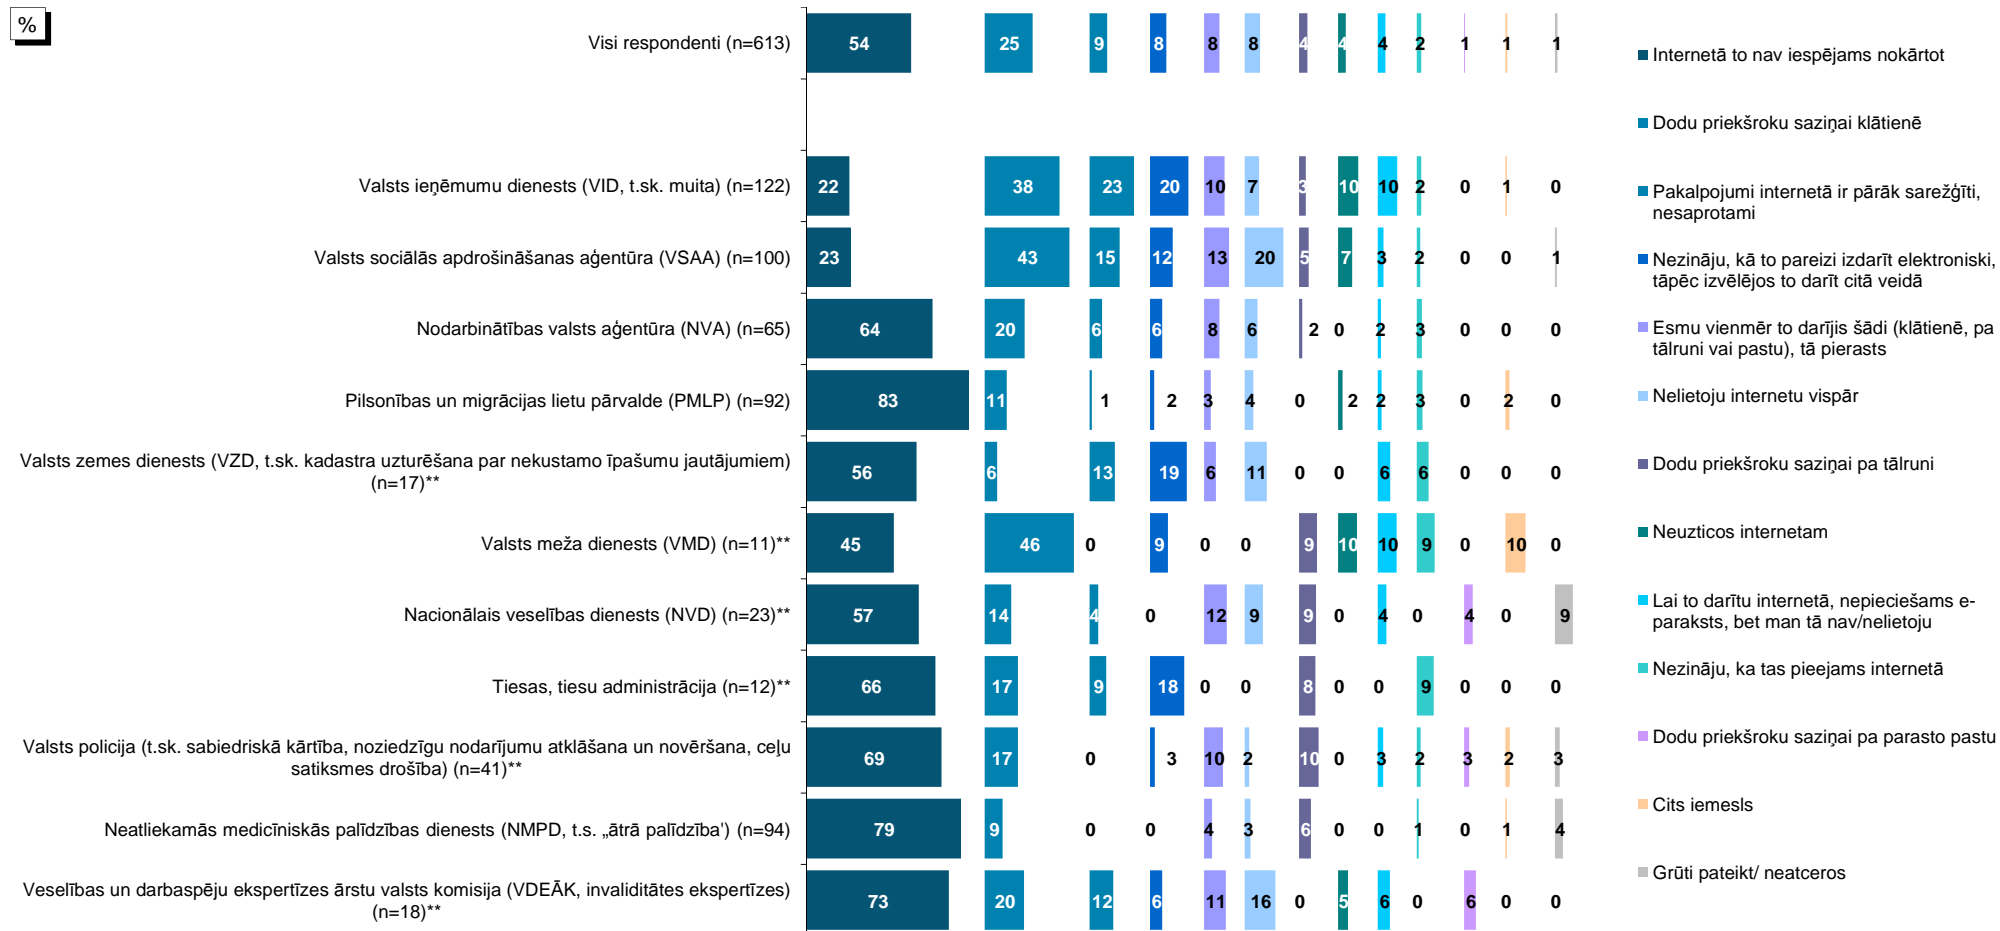 %
Visi respondenti (n=613)
54 25 9 8 8 8 4 4 4 2 1 1 1
Valsts ieņēmumu dienests (VID, t.sk. muita) (n=122)
22 38 23 20 10 7 3 10 10 2 0 1 0
Valsts sociālās apdrošināšanas aģentūra (VSAA) (n=100)
23 43 15 12 13 20 5 7 3 2 0 0 1
Nodarbinātības valsts aģentūra (NVA) (n=65)
64 20 6 6 8 6 2 0 2 3 0 0 0
Pilsonības un migrācijas lietu pārvalde (PMLP) (n=92)
83 11 1 2 3 4 0 2 2 3 0 2 0
Valsts zemes dienests (VZD, t.sk. kadastra uzturēšana par nekustamo īpašumu jautājumiem)
(n=17)**
56 6 13 19 6 11 0 0 6 6 0 0 0
Valsts meža dienests (VMD) (n=11)**
45 46 0 9 0 0 9 10 10 9 0 10 0
Nacionālais veselības dienests (NVD) (n=23)**
57 14 4 0 12 9 9 0 4 0 4 0 9
Tiesas, tiesu administrācija (n=12)**
66 17 9 18 0 0 8 0 0 9 0 0 0
Valsts policija (t.sk. sabiedriskā kārtība, noziedzīgu nodarījumu atklāšana un novēršana, ceļu
satiksmes drošība) (n=41)**
69 17 0 3 10 2 10 0 3 2 3 2 3
Neatliekamās medicīniskās palīdzības dienests (NMPD, t.s. „ātrā palīdzība') (n=94)
79 9 0 0 4 3 6 0 0 1 0 1 4
Veselības un darbaspēju ekspertīzes ārstu valsts komisija (VDEĀK, invaliditātes ekspertīzes)
(n=18)**
73 20 12 6 11 16 0 5 6 0 6 0 0
Internetā to nav iespējams nokārtot
Dodu priekšroku saziņai klātienē
Pakalpojumi internetā ir pārāk sarežģīti,
nesaprotami
Nezināju, kā to pareizi izdarīt elektroniski,
tāpēc izvēlējos to darīt citā veidā
Esmu vienmēr to darījis šādi (klātienē, pa
tālruni vai pastu), tā pierasts
Nelietoju internetu vispār
Dodu priekšroku saziņai pa tālruni
Neuzticos internetam
Lai to darītu internetā, nepieciešams e-
paraksts, bet man tā nav/nelietoju
Nezināju, ka tas pieejams internetā
Dodu priekšroku saziņai pa parasto pastu
Cits iemesls
Grūti pateikt/ neatceros